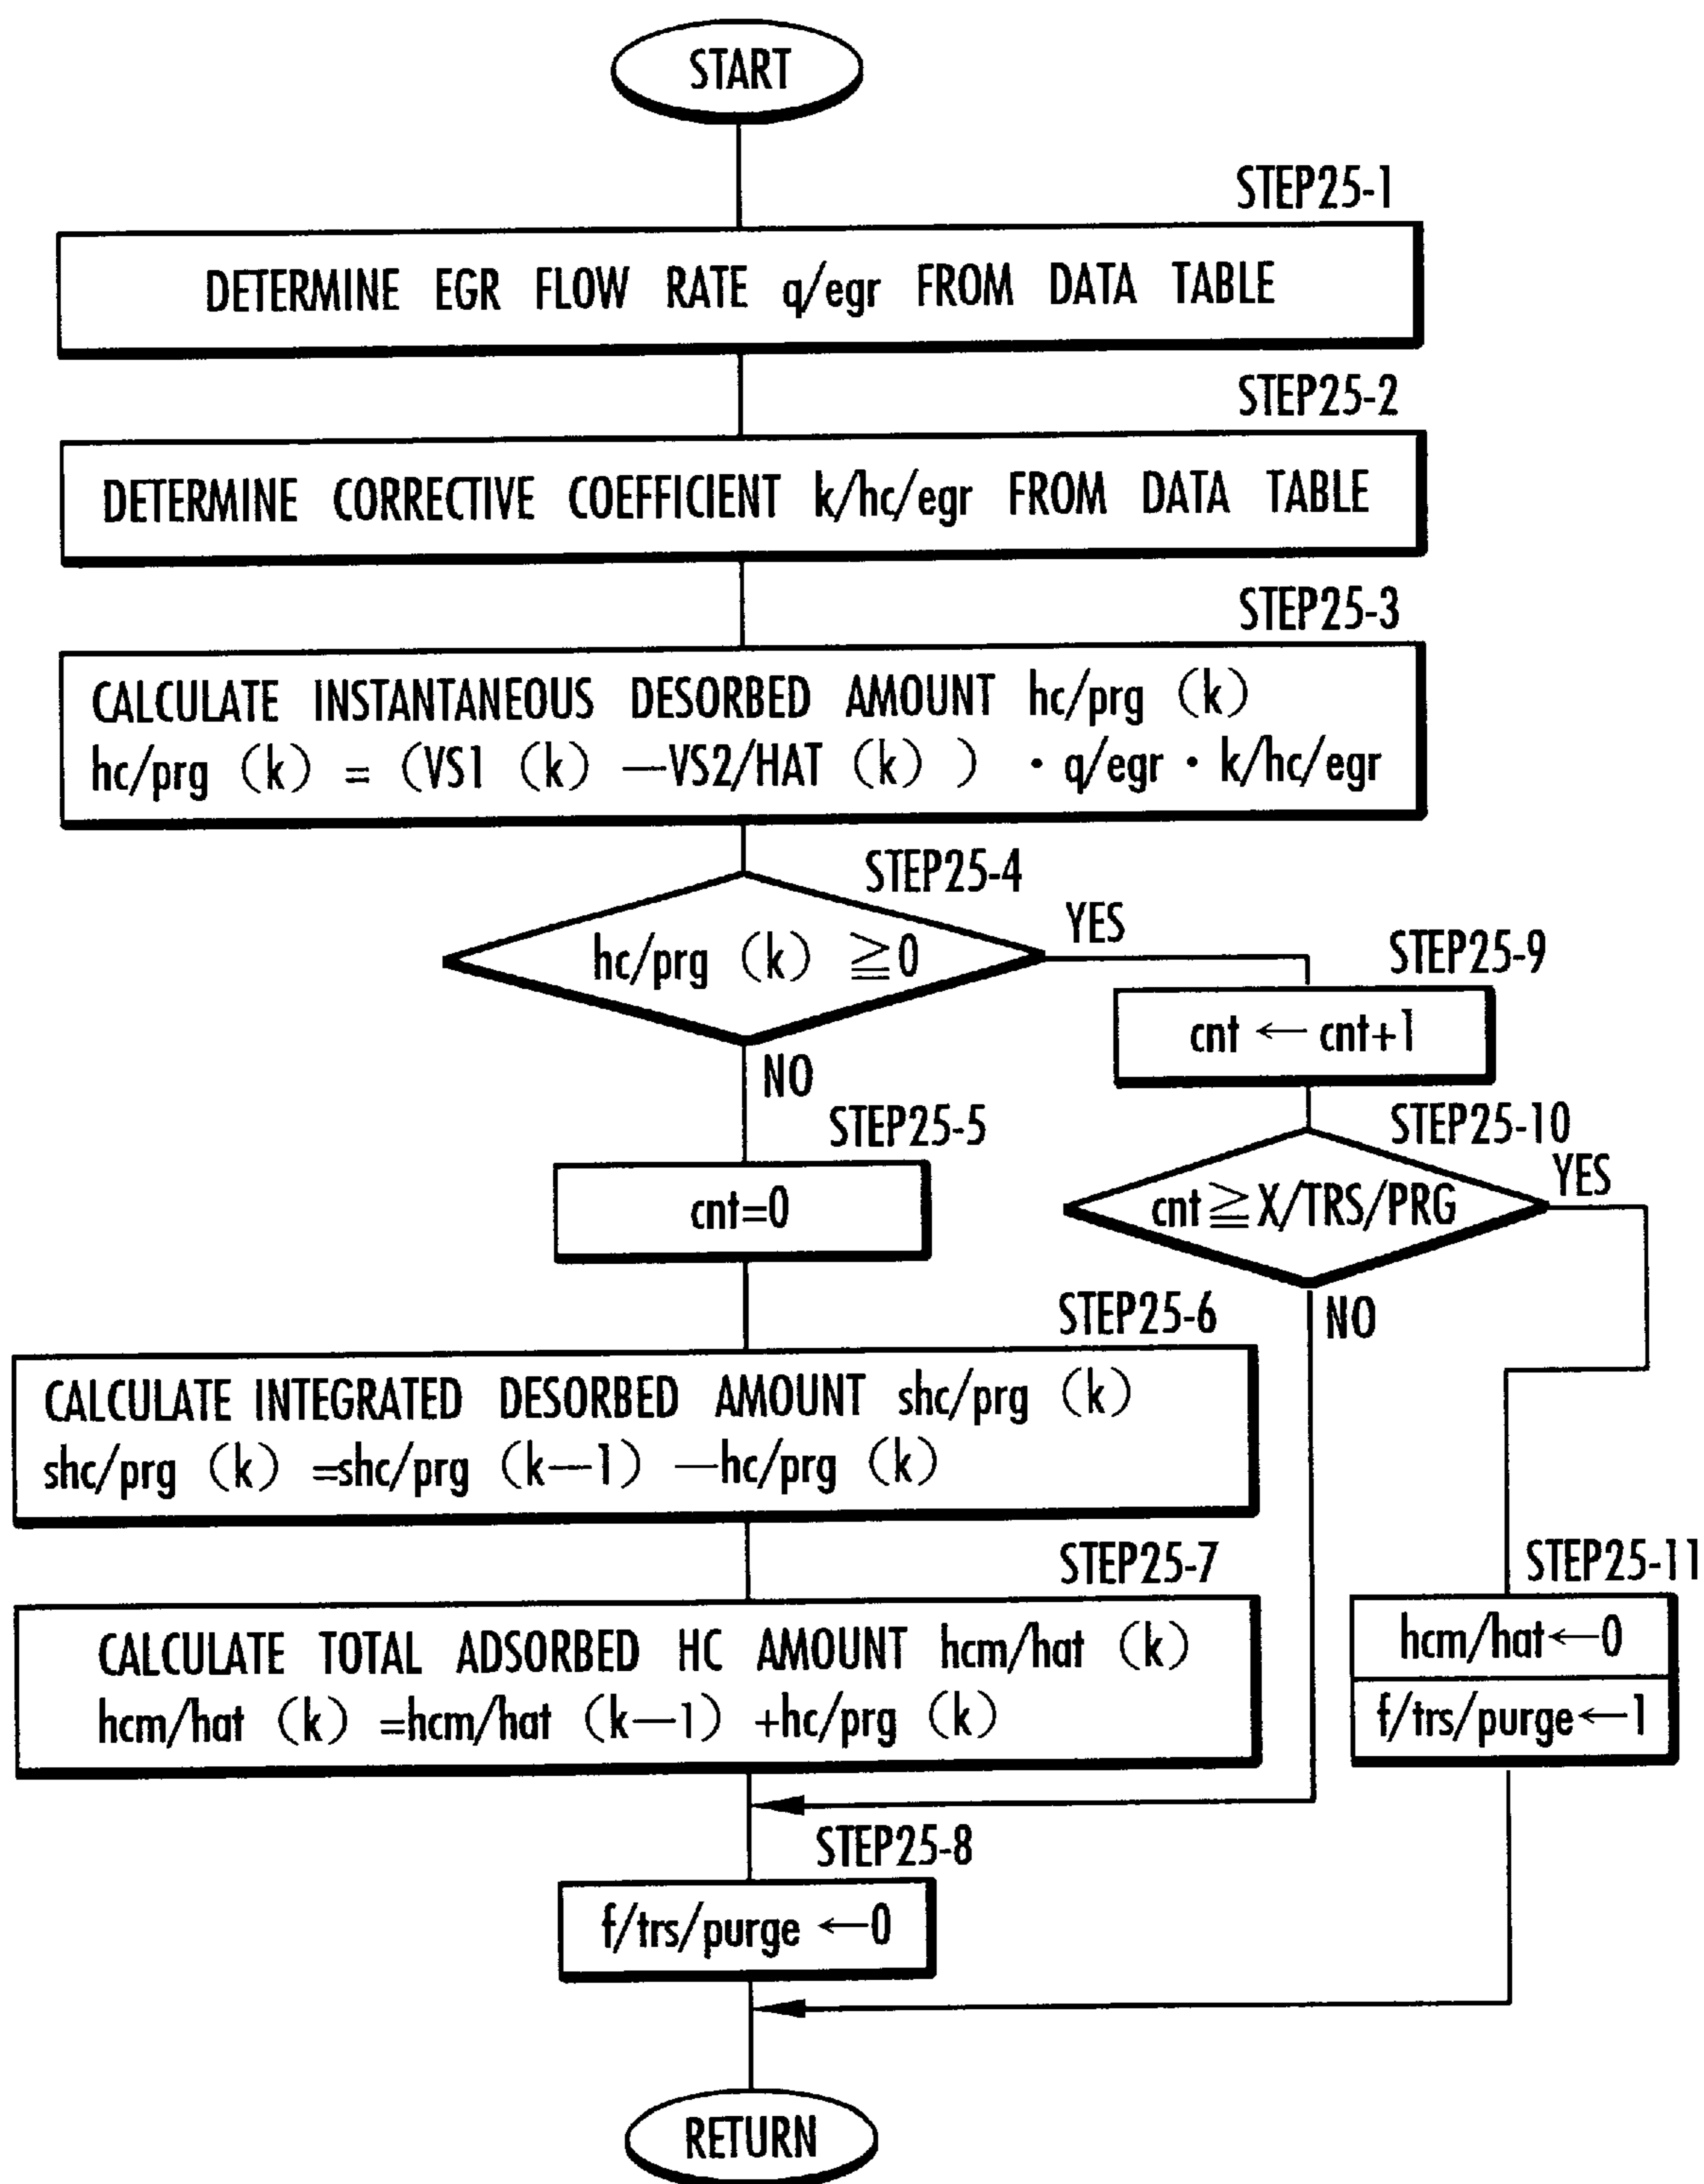 START
STEP25-1
DETERMINE EGR FLOW RATE q/egr FROM DATA TABLE
STEP25-2
DETERMINE CORRECTIVE COEFFICIENT k/hc/egr FROM DATA TABLE
STEP25-3
CALCULATE INSTANTANEOUS DESORBED AMOUNT hc/prg (k)
hc/prg (k) = (VS1 (k) —VS2/HAT (k) ) · q/egr · k/hc/egr
STEP25-4
hc/prg (k) ≧0
YES
NO
STEP25-9
cnt ← cnt+1
STEP25-10
cnt≧X/TRS/PRG
YES
NO
STEP25-5
cnt=0
STEP25-6
CALCULATE INTEGRATED DESORBED AMOUNT shc/prg (k)
shc/prg (k) =shc/prg (k—1) —hc/prg (k)
STEP25-7
CALCULATE TOTAL ADSORBED HC AMOUNT hcm/hat (k)
hcm/hat (k) =hcm/hat (k—1) +hc/prg (k)
STEP25-11
hcm/hat←0
f/trs/purge←1
STEP25-8
f/trs/purge ←0
RETURN